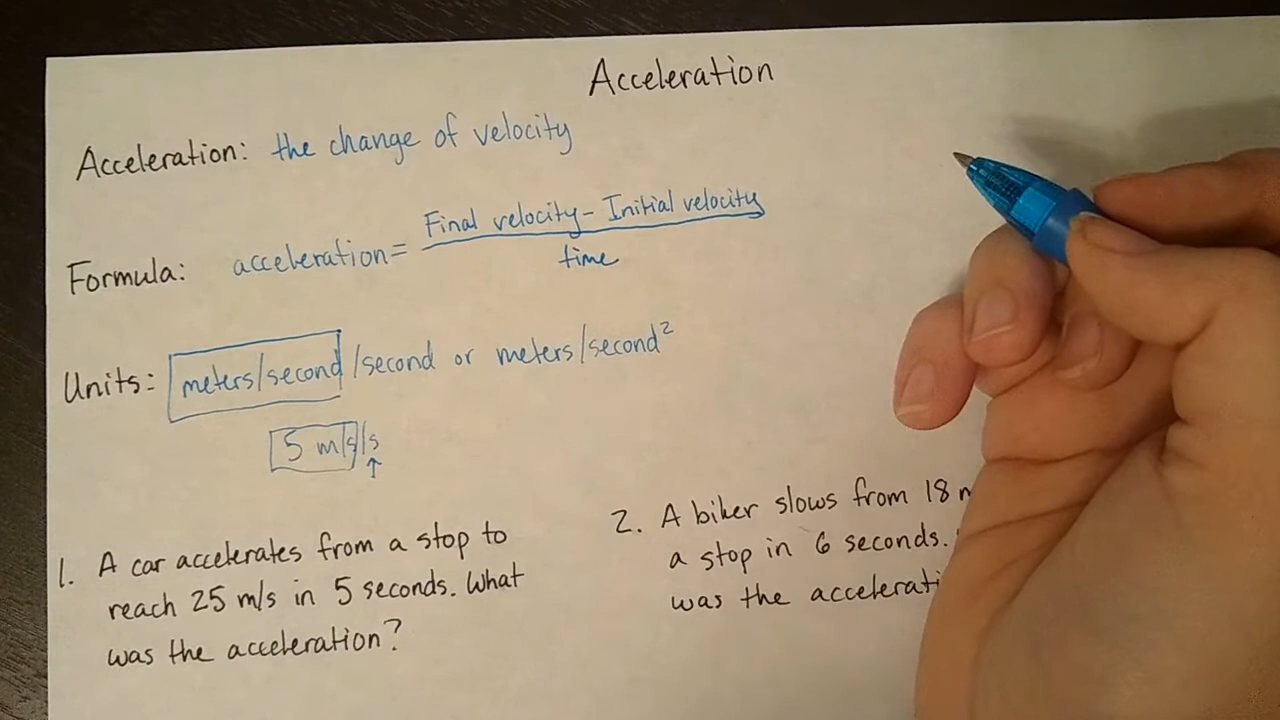 Acceleration
Acceleration: the change of velocity
Final velocity - Initial velocity
Formula: acceleration =
time
Units: meters/second /second or meters/second²
5 m/s/s
↑
1. A car accelerates from a stop to
reach 25 m/s in 5 seconds. What
was the acceleration?
2. A biker slows from 18
a stop in 6 seconds.
was the